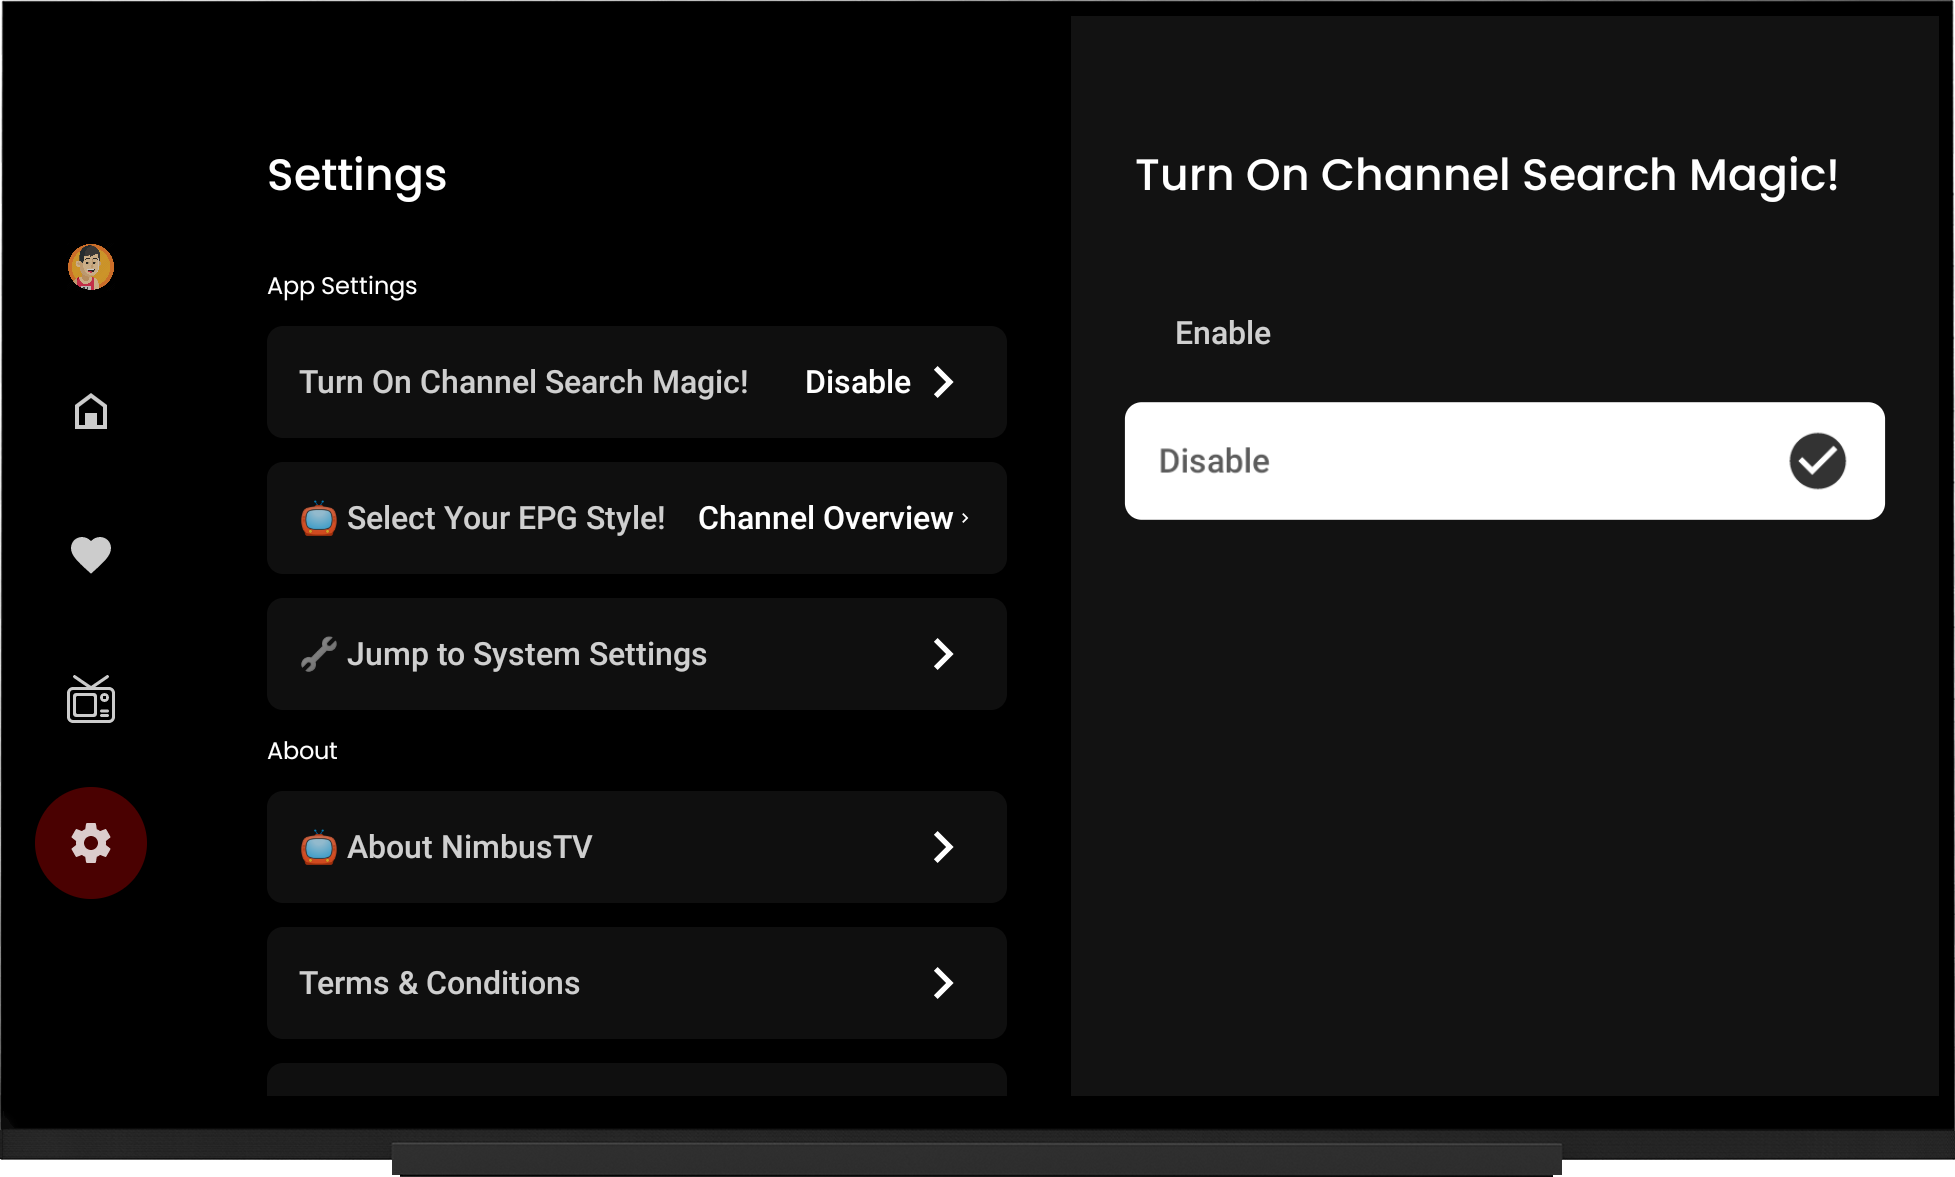 Settings
App Settings
Turn On Channel Search Magic! Disable
📺 Select Your EPG Style! Channel Overview ›
🔧 Jump to System Settings
About
📺 About NimbusTV
Terms & Conditions
Turn On Channel Search Magic!
Enable
Disable